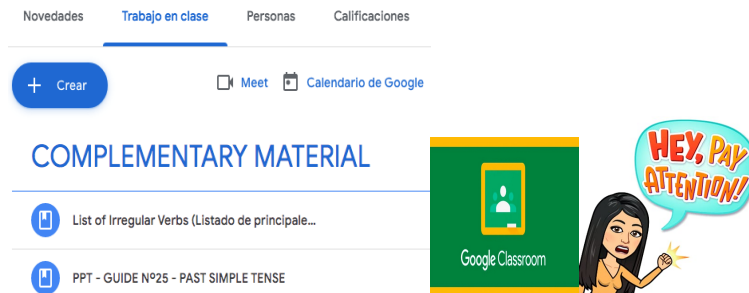 Novedades Trabajo en clase Personas Calificaciones
+ Crear Meet Calendario de Google
COMPLEMENTARY MATERIAL
List of Irregular Verbs (Listado de principale...
PPT - GUIDE Nº25 - PAST SIMPLE TENSE
Google Classroom
HEY, PAY
ATTENTION!